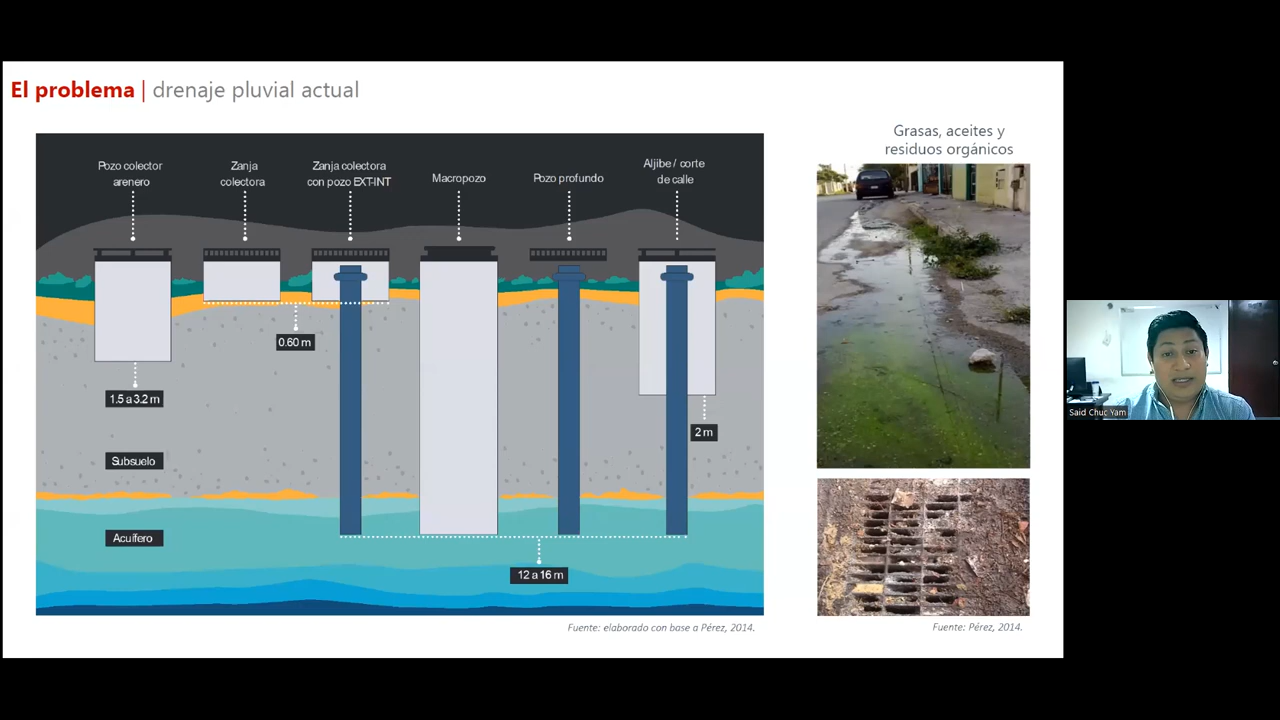 El problema | drenaje pluvial actual
Pozo colector
arenero
Zanja
colectora
Zanja colectora
con pozo EXT-INT
Macropozo
Pozo profundo
Aljibe / corte
de calle
0.60 m
1.5 a 3.2 m
2 m
Subsuelo
Acuífero
12 a 16 m
Fuente: elaborado con base a Pérez, 2014.
Grasas, aceites y
residuos orgánicos
Fuente: Pérez, 2014.
Said Chuc Yam